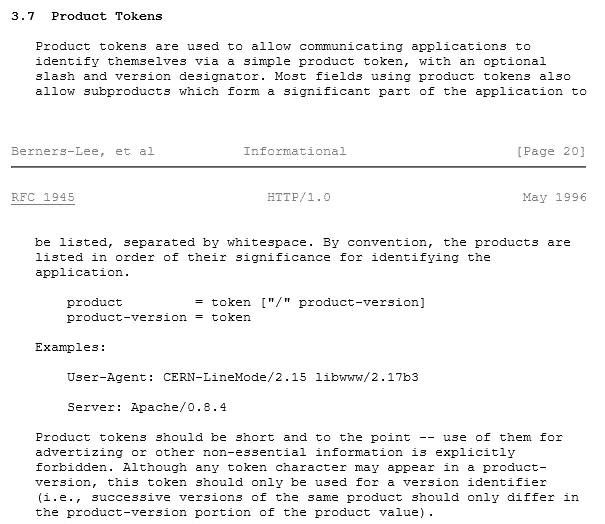 3.7  Product Tokens
Product tokens are used to allow communicating applications to
identify themselves via a simple product token, with an optional
slash and version designator. Most fields using product tokens also
allow subproducts which form a significant part of the application to
Berners-Lee, et al           Informational                     [Page 20]
RFC 1945                        HTTP/1.0                        May 1996
be listed, separated by whitespace. By convention, the products are
listed in order of their significance for identifying the
application.
product         = token ["/" product-version]
product-version = token
Examples:
User-Agent: CERN-LineMode/2.15 libwww/2.17b3
Server: Apache/0.8.4
Product tokens should be short and to the point -- use of them for
advertizing or other non-essential information is explicitly
forbidden. Although any token character may appear in a product-
version, this token should only be used for a version identifier
(i.e., successive versions of the same product should only differ in
the product-version portion of the product value).